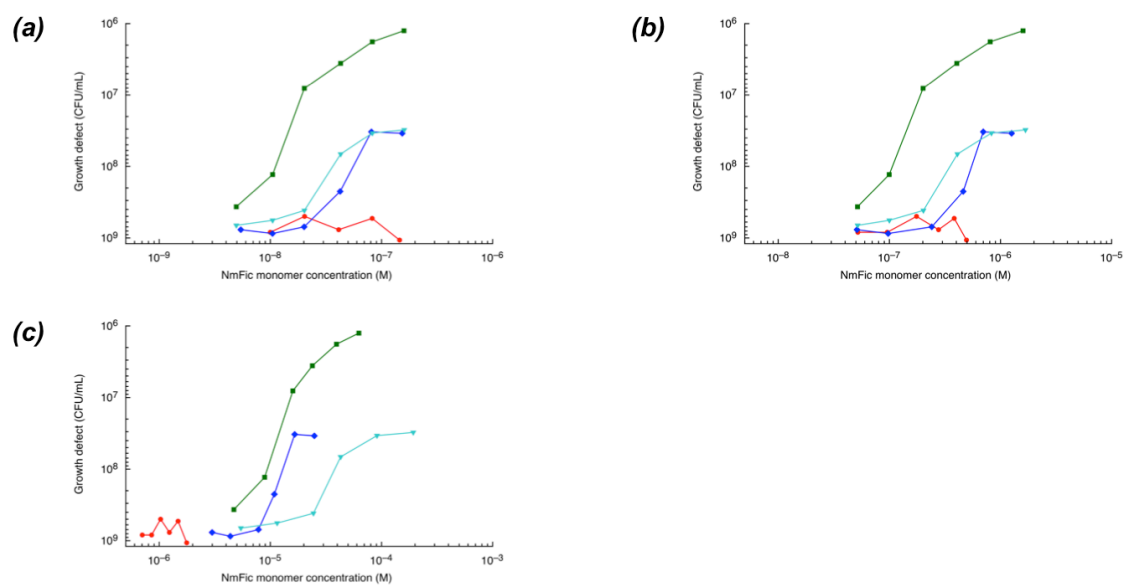 (a)
Growth defect (CFU/mL)
10⁶
10⁷
10⁸
10⁹
10⁻⁹ 10⁻⁸ 10⁻⁷ 10⁻⁶
NmFic monomer concentration (M)
(b)
Growth defect (CFU/mL)
10⁶
10⁷
10⁸
10⁹
10⁻⁸ 10⁻⁷ 10⁻⁶ 10⁻⁵
NmFic monomer concentration (M)
(c)
Growth defect (CFU/mL)
10⁶
10⁷
10⁸
10⁹
10⁻⁶ 10⁻⁵ 10⁻⁴ 10⁻³
NmFic monomer concentration (M)